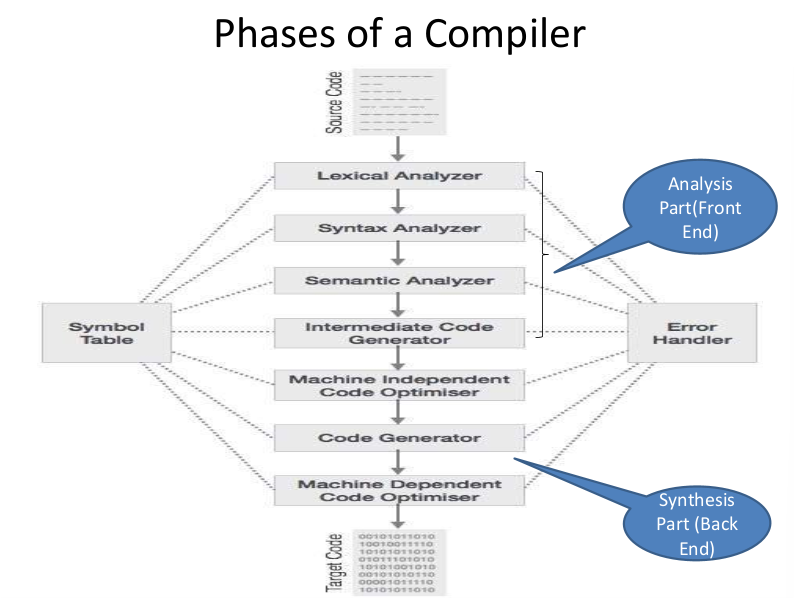 Phases of a Compiler
Source Code
Lexical Analyzer
Analysis
Part(Front
End)
Syntax Analyzer
Semantic Analyzer
Symbol
Table
Intermediate Code
Generator
Error
Handler
Machine Independent
Code Optimiser
Code Generator
Machine Dependent
Code Optimiser
Synthesis
Part (Back
End)
Target Code
00101011010
10010011110
10101011010
01011101010
10101001010
00101010110
00001011110
10101011010